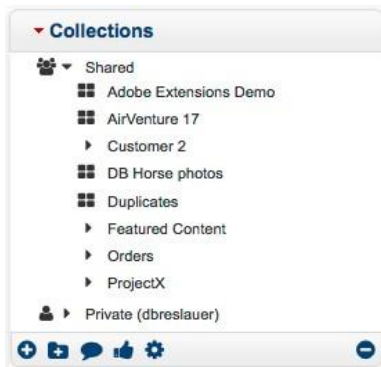 Collections
Shared
Adobe Extensions Demo
AirVenture 17
Customer 2
DB Horse photos
Duplicates
Featured Content
Orders
ProjectX
Private (dbreslauer)